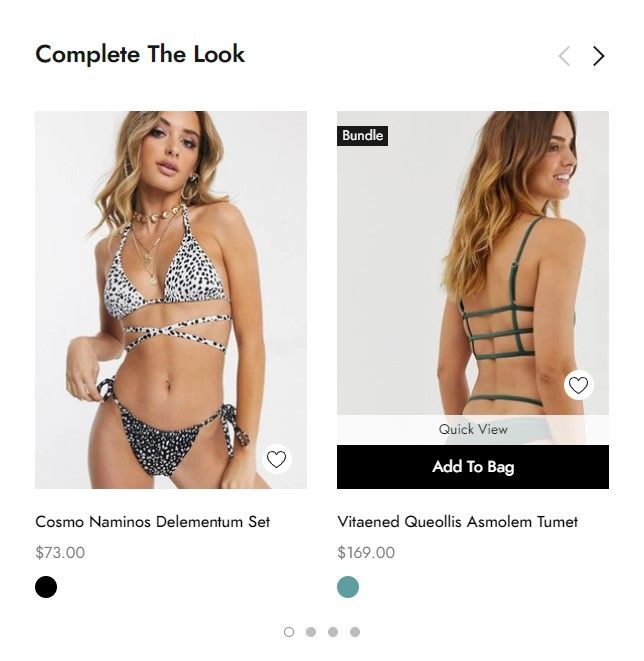 Complete The Look
Bundle
Quick View
Add To Bag
Cosmo Naminos Delementum Set
Vitaened Queollis Asmolem Tumet
$73.00
$169.00